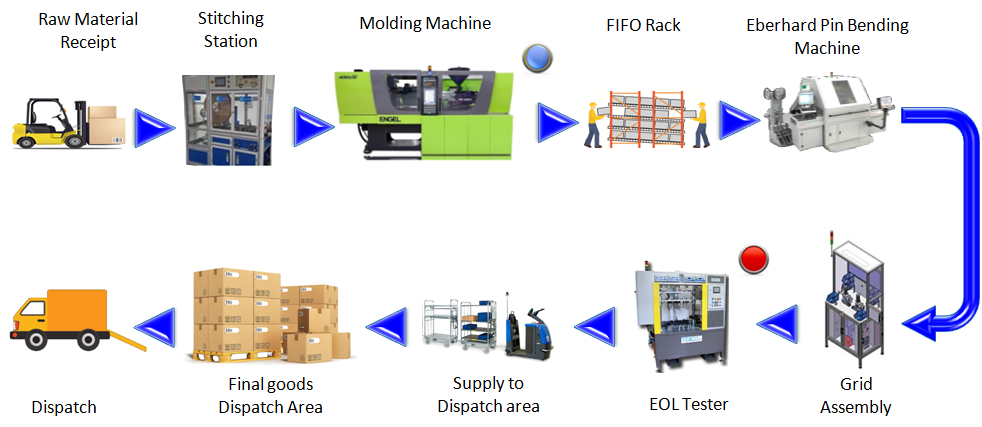 Raw Material
Receipt
Stitching
Station
Molding Machine
FIFO Rack
Eberhard Pin Bending
Machine
ENGEL
Dispatch
Final goods
Dispatch Area
Supply to
Dispatch area
EOL Tester
Grid
Assembly